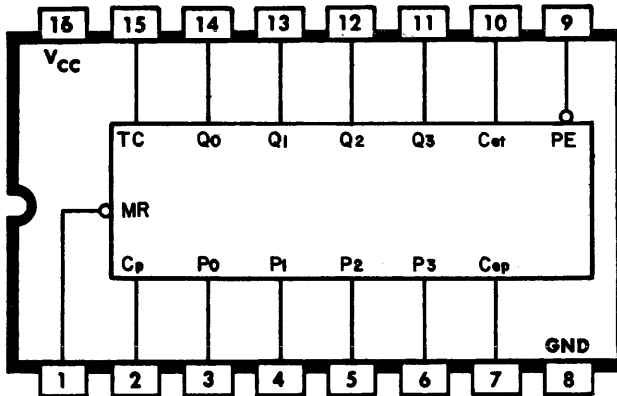 16 15 14 13 12 11 10 9
VCC
TC Q0 Q1 Q2 Q3 Cet PE
MR
Cp P0 P1 P2 P3 Cep
GND
1 2 3 4 5 6 7 8